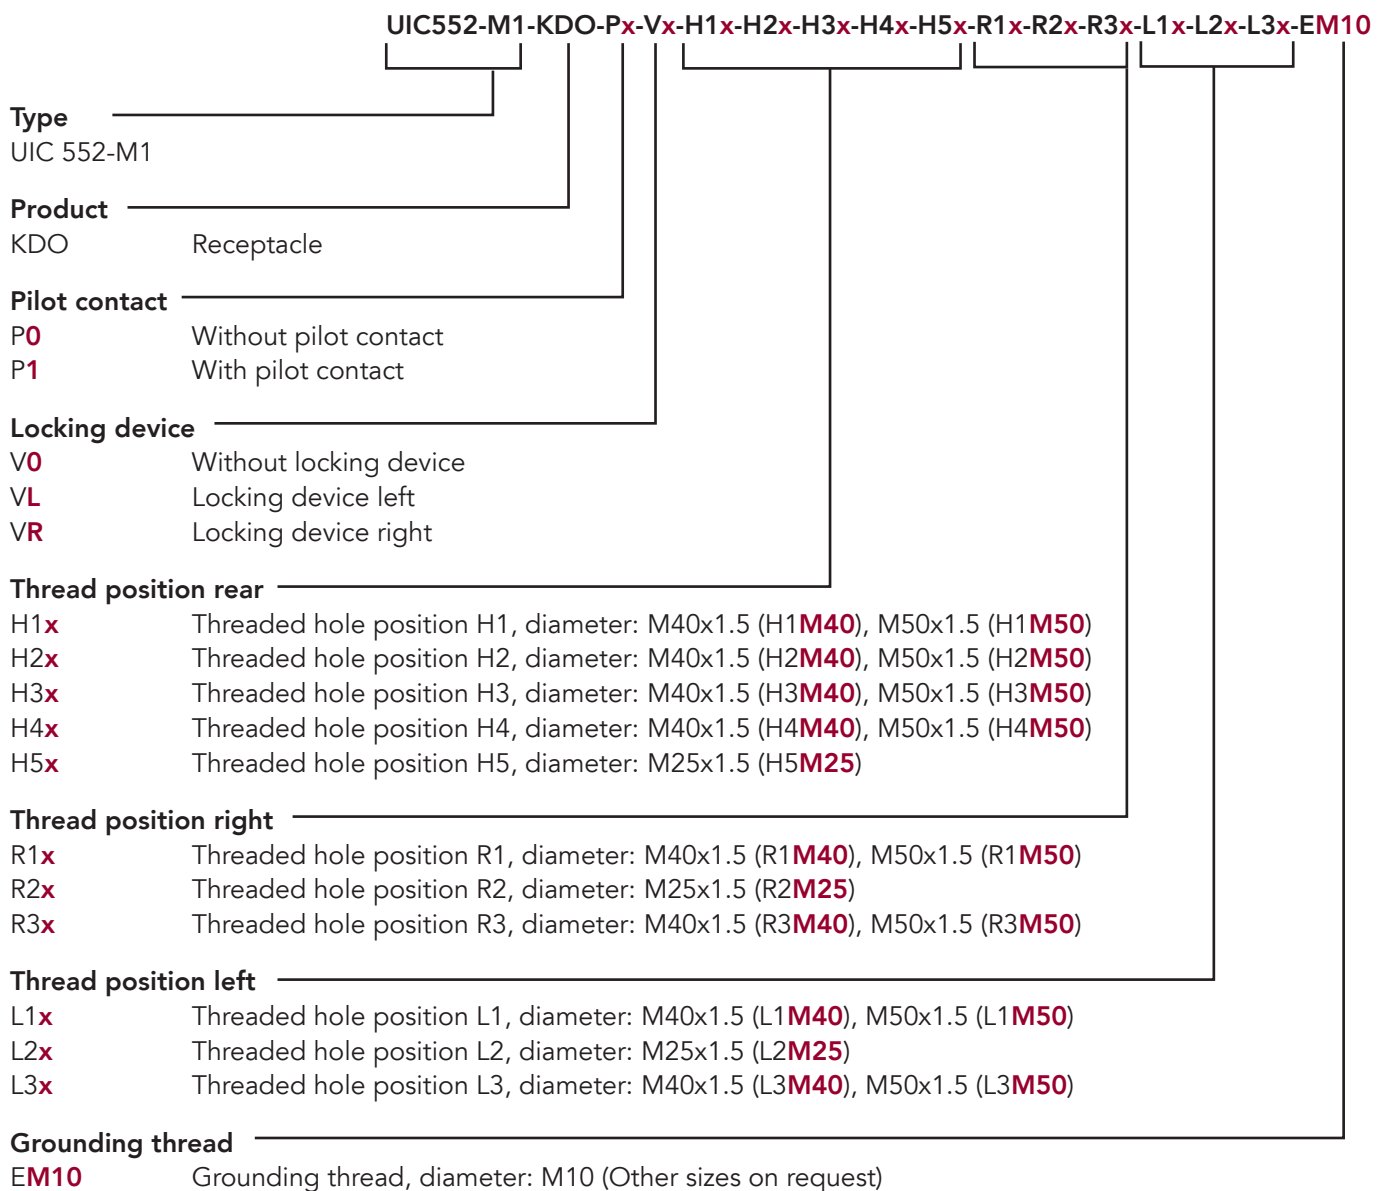 UIC552-M1-KDO-Px-Vx-H1x-H2x-H3x-H4x-H5x-R1x-R2x-R3x-L1x-L2x-L3x-EM10
Type
UIC 552-M1
Product
KDO Receptacle
Pilot contact
P0 Without pilot contact
P1 With pilot contact
Locking device
V0 Without locking device
VL Locking device left
VR Locking device right
Thread position rear
H1x Threaded hole position H1, diameter: M40x1.5 (H1M40), M50x1.5 (H1M50)
H2x Threaded hole position H2, diameter: M40x1.5 (H2M40), M50x1.5 (H2M50)
H3x Threaded hole position H3, diameter: M40x1.5 (H3M40), M50x1.5 (H3M50)
H4x Threaded hole position H4, diameter: M40x1.5 (H4M40), M50x1.5 (H4M50)
H5x Threaded hole position H5, diameter: M25x1.5 (H5M25)
Thread position right
R1x Threaded hole position R1, diameter: M40x1.5 (R1M40), M50x1.5 (R1M50)
R2x Threaded hole position R2, diameter: M25x1.5 (R2M25)
R3x Threaded hole position R3, diameter: M40x1.5 (R3M40), M50x1.5 (R3M50)
Thread position left
L1x Threaded hole position L1, diameter: M40x1.5 (L1M40), M50x1.5 (L1M50)
L2x Threaded hole position L2, diameter: M25x1.5 (L2M25)
L3x Threaded hole position L3, diameter: M40x1.5 (L3M40), M50x1.5 (L3M50)
Grounding thread
EM10 Grounding thread, diameter: M10 (Other sizes on request)